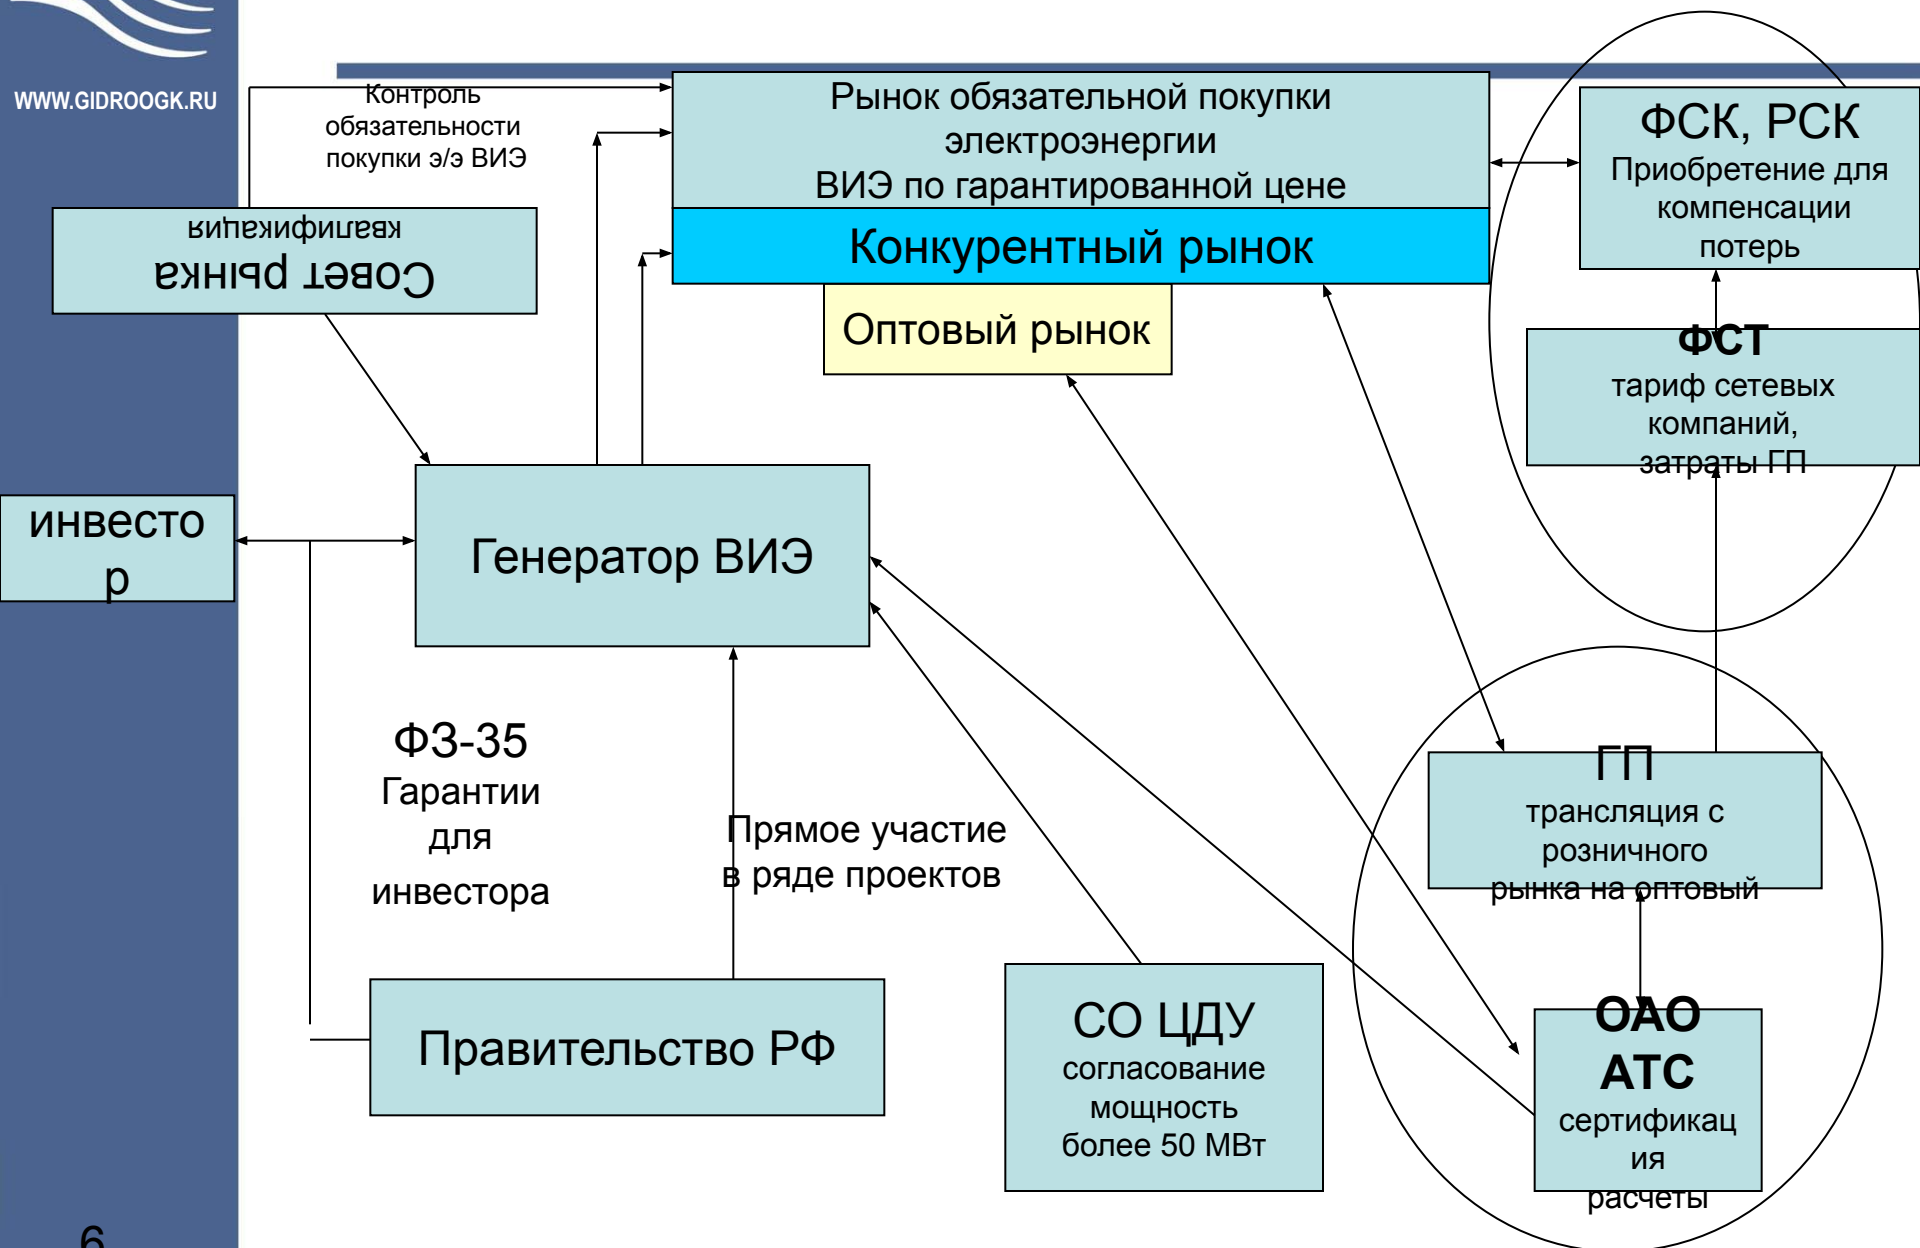 WWW.GIDROOGK.RU
Контроль
обязательности
покупки э/э ВИЭ
Рынок обязательной покупки
электроэнергии
ВИЭ по гарантированной цене
Конкурентный рынок
Оптовый рынок
ФСК, РСК
Приобретение для
компенсации
потерь
ФСТ
тариф сетевых
компаний,
затраты ГП
Совет рынка
квалификация
инвесто
р
Генератор ВИЭ
ФЗ-35
Гарантии
для
инвестора
Прямое участие
в ряде проектов
ГП
трансляция с
розничного
рынка на оптовый
Правительство РФ
СО ЦДУ
согласование
мощность
более 50 МВт
ОАО
АТС
сертификац
ия
расчеты
6